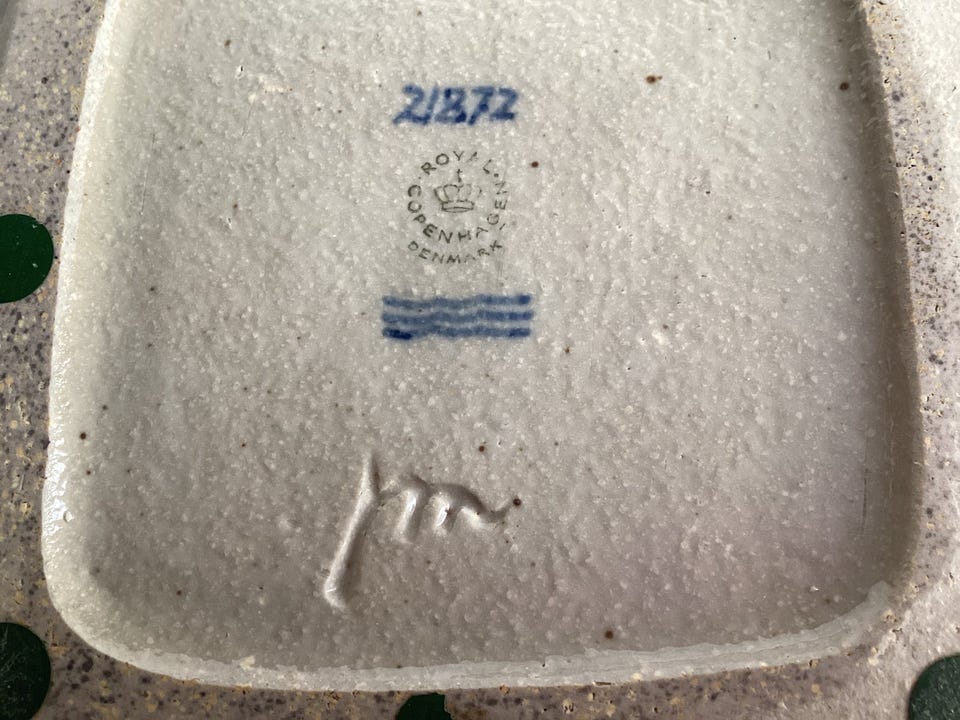 21872
ROYAL
COPENHAGEN
DENMARK